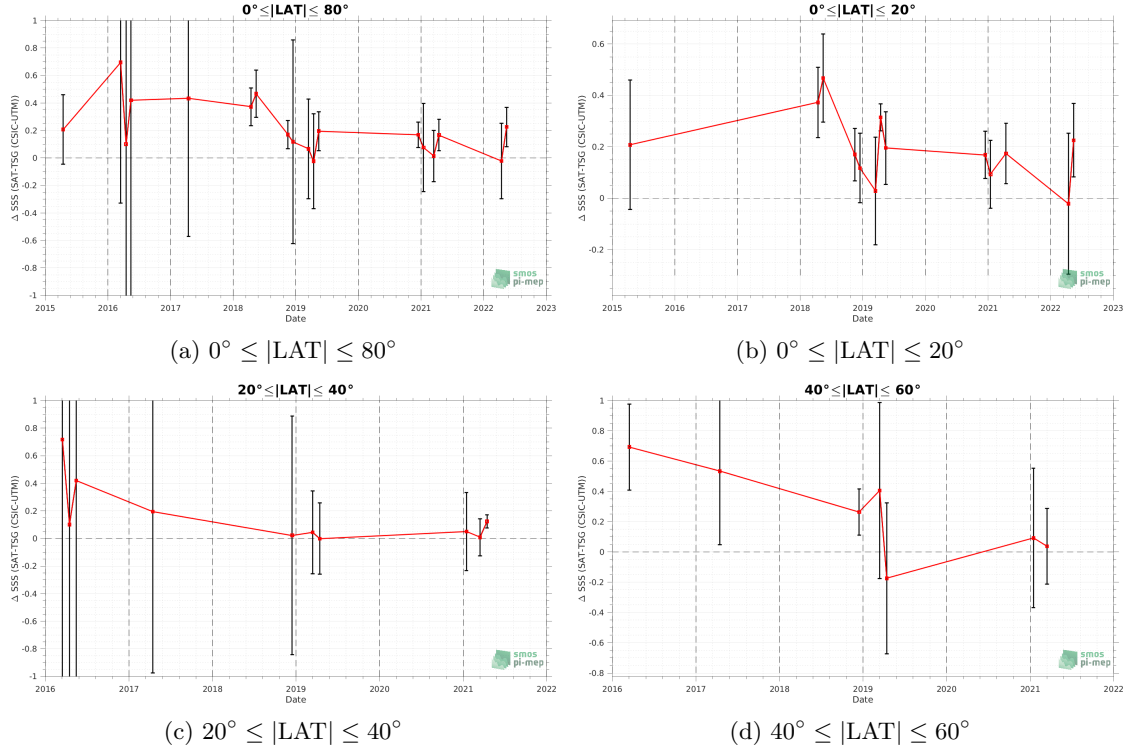 0°≤|LAT|≤ 80°
Δ SSS (SAT-TSG (CSIC-UTM))
1
0.8
0.6
0.4
0.2
0
-0.2
-0.4
-0.6
-0.8
-1
2015 2016 2017 2018 2019 2020 2021 2022 2023
Date
smos
pi-mep
(a) 0° ≤ |LAT| ≤ 80°
0°≤|LAT|≤ 20°
Δ SSS (SAT-TSG (CSIC-UTM))
0.6
0.4
0.2
0
-0.2
2015 2016 2017 2018 2019 2020 2021 2022 2023
Date
smos
pi-mep
(b) 0° ≤ |LAT| ≤ 20°
20°≤|LAT|≤ 40°
Δ SSS (SAT-TSG (CSIC-UTM))
1
0.8
0.6
0.4
0.2
0
-0.2
-0.4
-0.6
-0.8
-1
2016 2017 2018 2019 2020 2021 2022
Date
smos
pi-mep
(c) 20° ≤ |LAT| ≤ 40°
40°≤|LAT|≤ 60°
Δ SSS (SAT-TSG (CSIC-UTM))
1
0.8
0.6
0.4
0.2
0
-0.2
-0.4
-0.6
-0.8
2016 2017 2018 2019 2020 2021 2022
Date
smos
pi-mep
(d) 40° ≤ |LAT| ≤ 60°